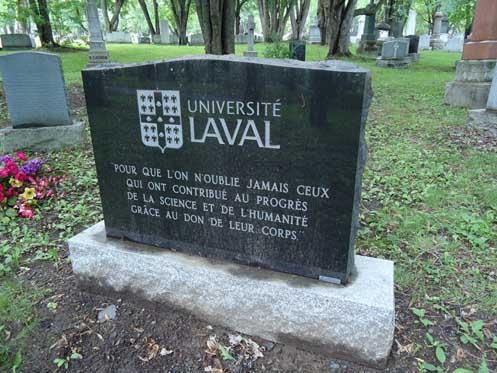 UNIVERSITÉ
LAVAL
"POUR QUE L'ON N'OUBLIE JAMAIS CEUX
QUI ONT CONTRIBUÉ AU PROGRÈS
DE LA SCIENCE ET DE L'HUMANITÉ
GRÂCE AU DON DE LEUR CORPS"